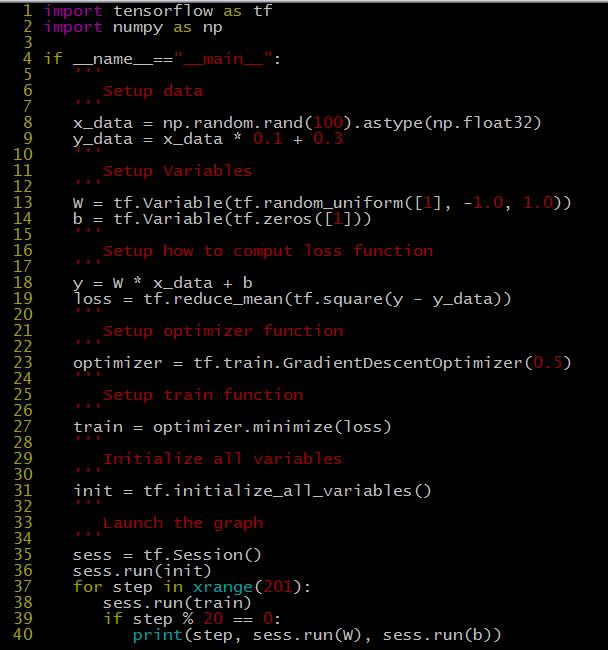 1 import tensorflow as tf
2 import numpy as np
3
4 if __name__=="__main__":
5    '''
6       Setup data
7    '''
8    x_data = np.random.rand(100).astype(np.float32)
9    y_data = x_data * 0.1 + 0.3
10    '''
11       Setup Variables
12    '''
13    W = tf.Variable(tf.random_uniform([1], -1.0, 1.0))
14    b = tf.Variable(tf.zeros([1]))
15    '''
16       Setup how to comput loss function
17    '''
18    y = W * x_data + b
19    loss = tf.reduce_mean(tf.square(y - y_data))
20    '''
21       Setup optimizer function
22    '''
23    optimizer = tf.train.GradientDescentOptimizer(0.5)
24    '''
25       Setup train function
26    '''
27    train = optimizer.minimize(loss)
28    '''
29       Initialize all variables
30    '''
31    init = tf.initialize_all_variables()
32    '''
33       Launch the graph
34    '''
35    sess = tf.Session()
36    sess.run(init)
37    for step in xrange(201):
38       sess.run(train)
39       if step % 20 == 0:
40          print(step, sess.run(W), sess.run(b))